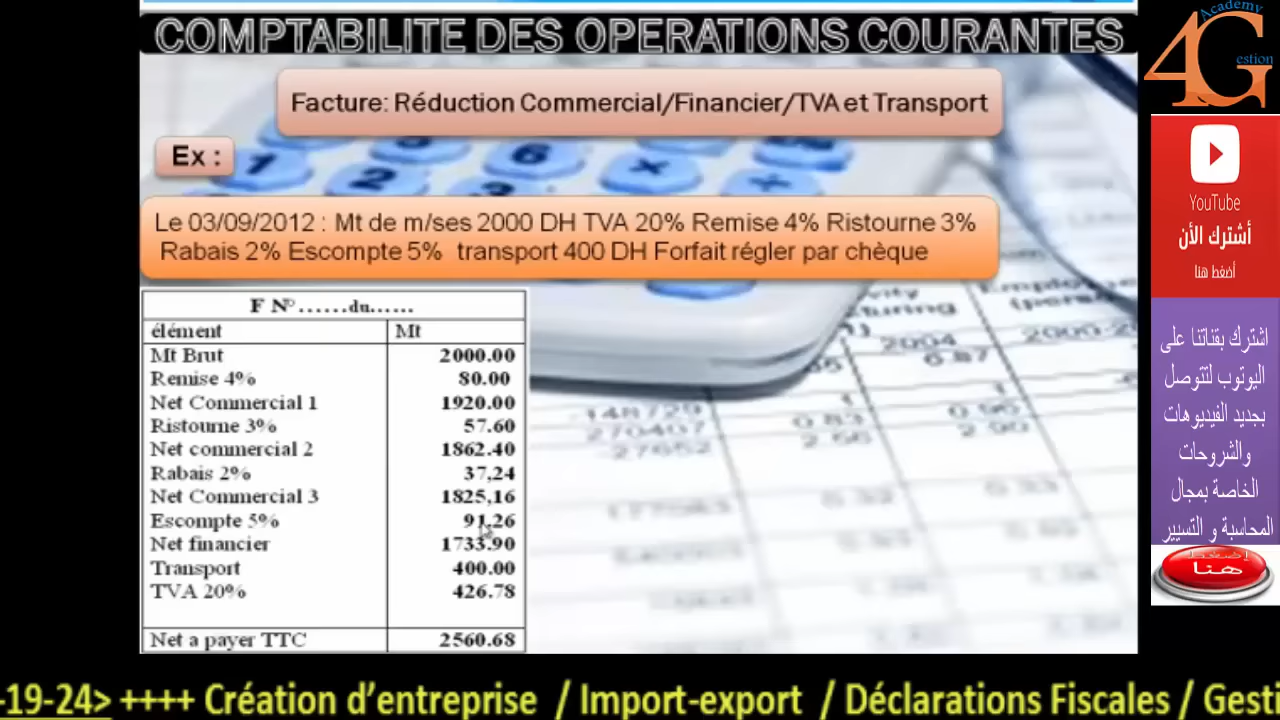 COMPTABILITE DES OPERATIONS COURANTES
Facture: Réduction Commercial/Financier/TVA et Transport
Ex :
Le 03/09/2012 : Mt de m/ses 2000 DH TVA 20% Remise 4% Ristourne 3%
Rabais 2% Escompte 5% transport 400 DH Forfait régler par chèque
F N°......du......
élément Mt
Mt Brut 2000.00
Remise 4% 80.00
Net Commercial 1 1920.00
Ristourne 3% 57.60
Net commercial 2 1862.40
Rabais 2% 37,24
Net Commercial 3 1825,16
Escompte 5% 91,26
Net financier 1733.90
Transport 400.00
TVA 20% 426.78
Net a payer TTC 2560.68
Academy
4Gestion
YouTube
أشترك الأن
أضغط هنا
اشترك بقناتنا على
اليوتوب لتتوصل
بجديد الفيديوهات
والشروحات
الخاصة بمجال
المحاسبة و التسيير
إضغط
هنا
-19-24> ++++ Création d'entreprise / Import-export / Déclarations Fiscales / Gesti